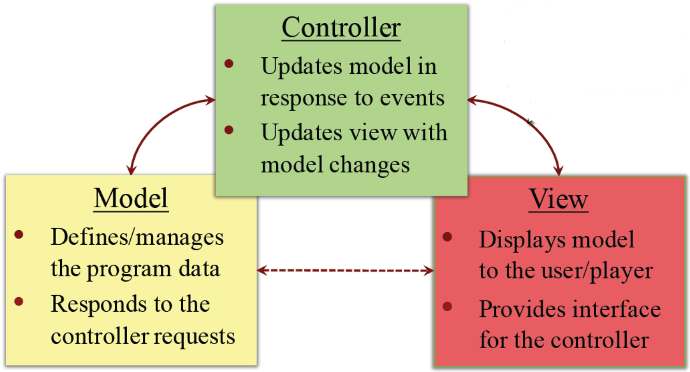 Controller
• Updates model in
response to events
• Updates view with
model changes
Model
• Defines/manages
the program data
• Responds to the
controller requests
View
• Displays model
to the user/player
• Provides interface
for the controller